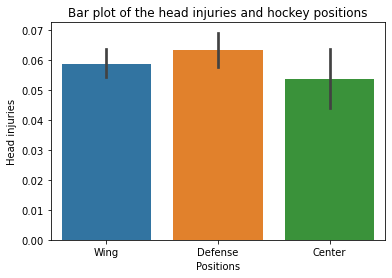 Bar plot of the head injuries and hockey positions
0.07
0.06
0.05
0.04
0.03
0.02
0.01
0.00
Head injuries
Wing Defense Center
Positions